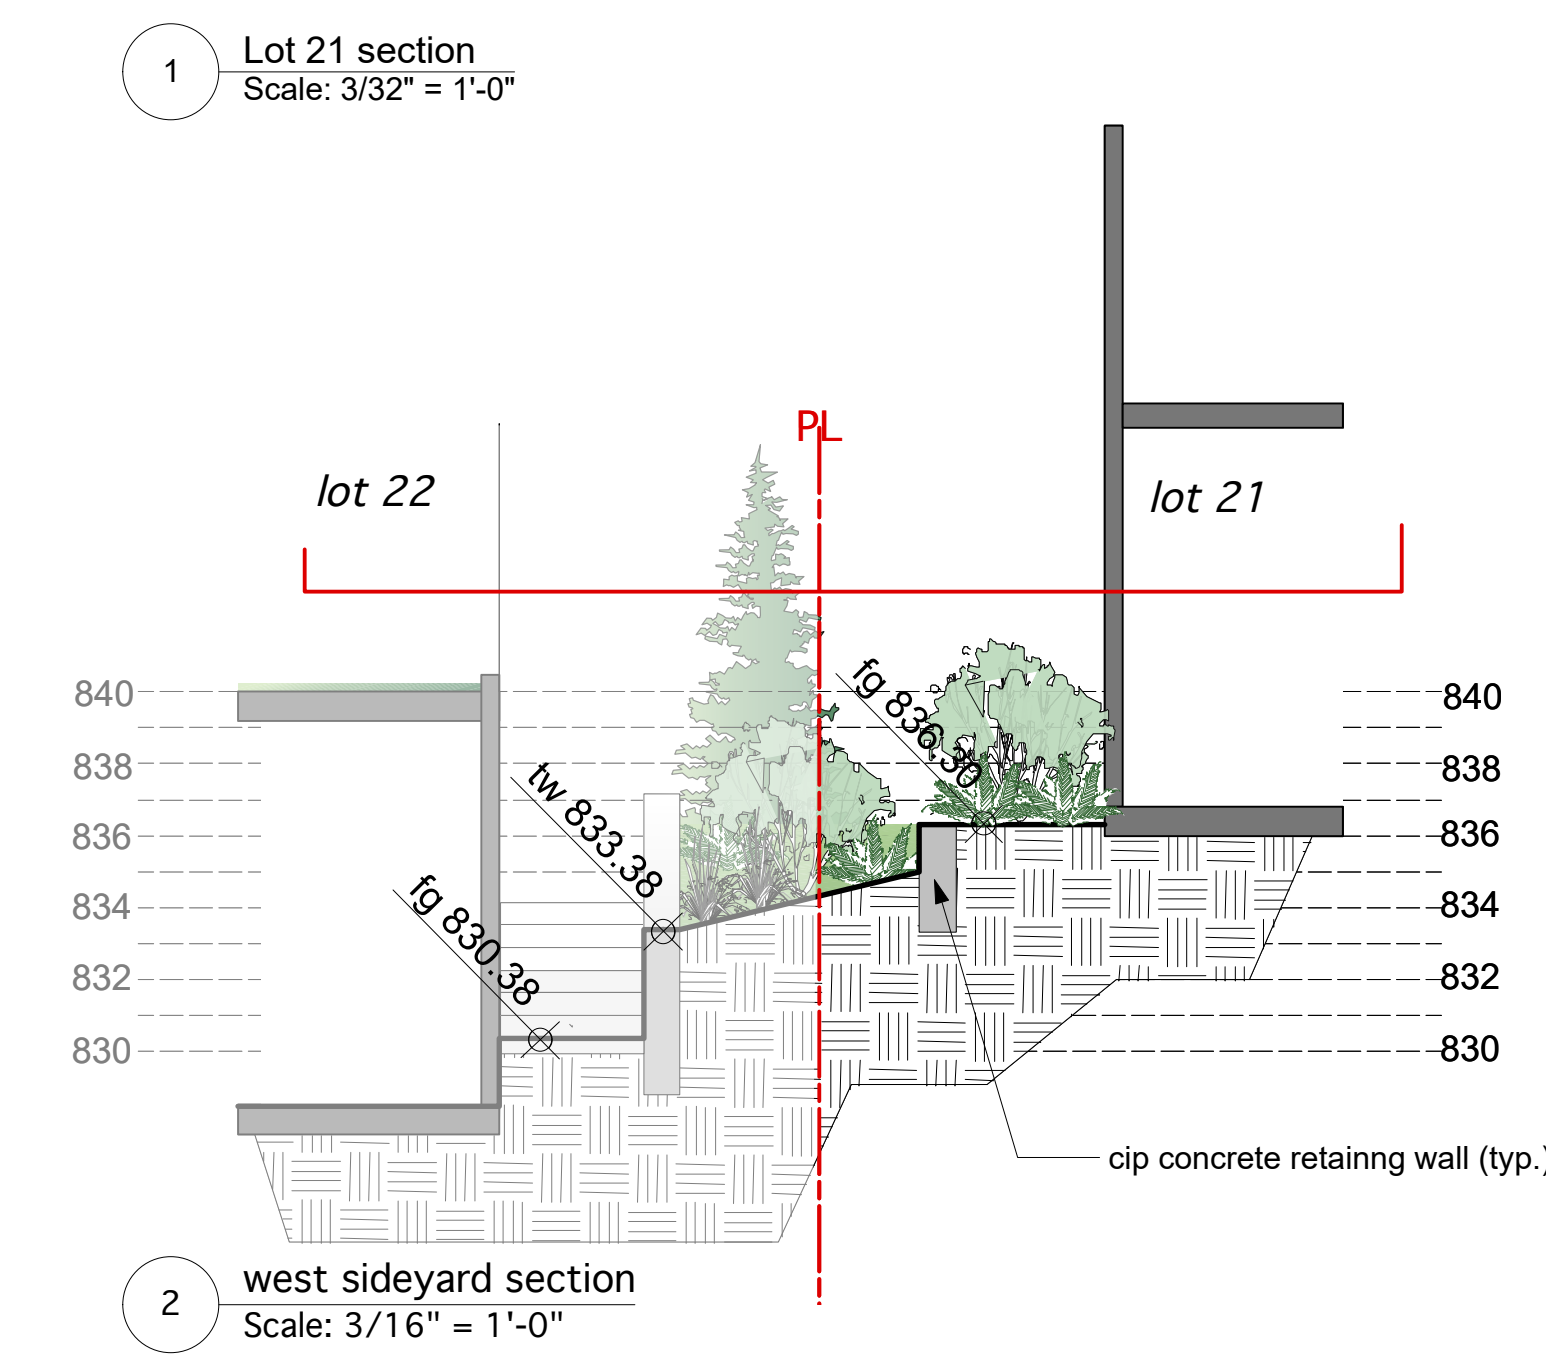 1
Lot 21 section
Scale: 3/32" = 1'-0"
PL
lot 22
lot 21
fg 836.30
tw 833.38
fg 830.38
840
838
836
834
832
830
840
838
836
834
832
830
cip concrete retainng wall (typ.)
2
west sideyard section
Scale: 3/16" = 1'-0"